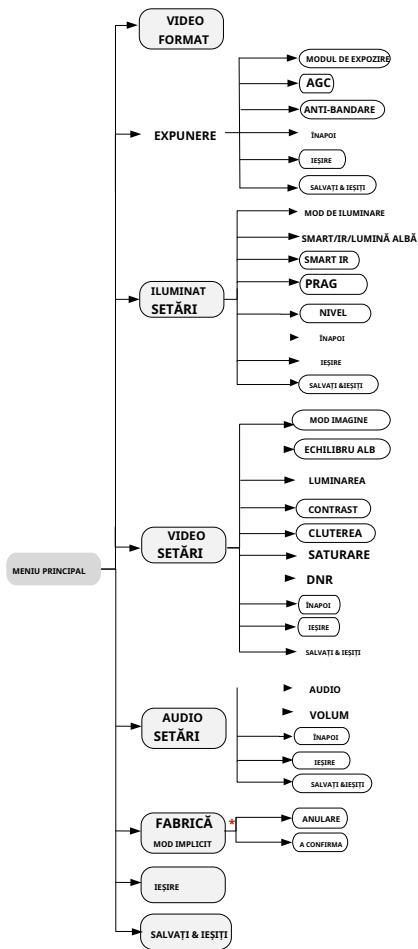 VIDEO
FORMAT
EXPUNERE
MODUL DE EXPOZIRE
AGC
ANTI-BANDARE
ÎNAPOI
IEȘIRE
SALVAȚI & IEȘIȚI
ILUMINAT
SETĂRI
MOD DE ILUMINARE
SMART/IR/LUMINĂ ALBĂ
SMART IR
PRAG
NIVEL
ÎNAPOI
IEȘIRE
SALVAȚI &IEȘIȚI
MENIU PRINCIPAL
VIDEO
SETĂRI
MOD IMAGINE
ECHILIBRU ALB
LUMINAREA
CONTRAST
CLUTEREA
SATURARE
DNR
ÎNAPOI
IEȘIRE
SALVAȚI & IEȘIȚI
AUDIO
SETĂRI
AUDIO
VOLUM
ÎNAPOI
IEȘIRE
SALVAȚI &IEȘIȚI
FABRICĂ *
MOD IMPLICIT
ANULARE
A CONFIRMA
IEȘIRE
SALVAȚI & IEȘIȚI